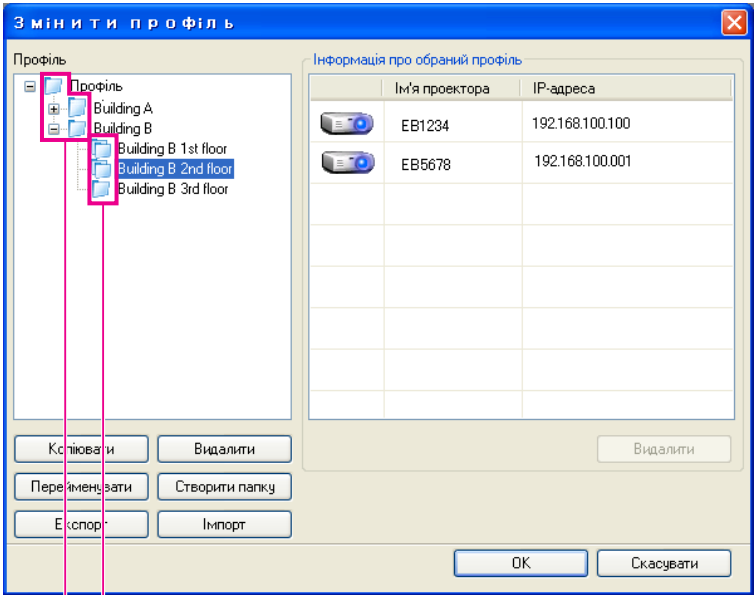 Змінити профіль
Профіль
Профіль
Building A
Building B
Building B 1st floor
Building B 2nd floor
Building B 3rd floor
Копіювати
Видалити
Перейменувати
Створити папку
Експорт
Імпорт
Інформація про обраний профіль
Ім'я проектора IP-адреса
EB1234 192.168.100.100
EB5678 192.168.100.001
Видалити
OK
Скасувати